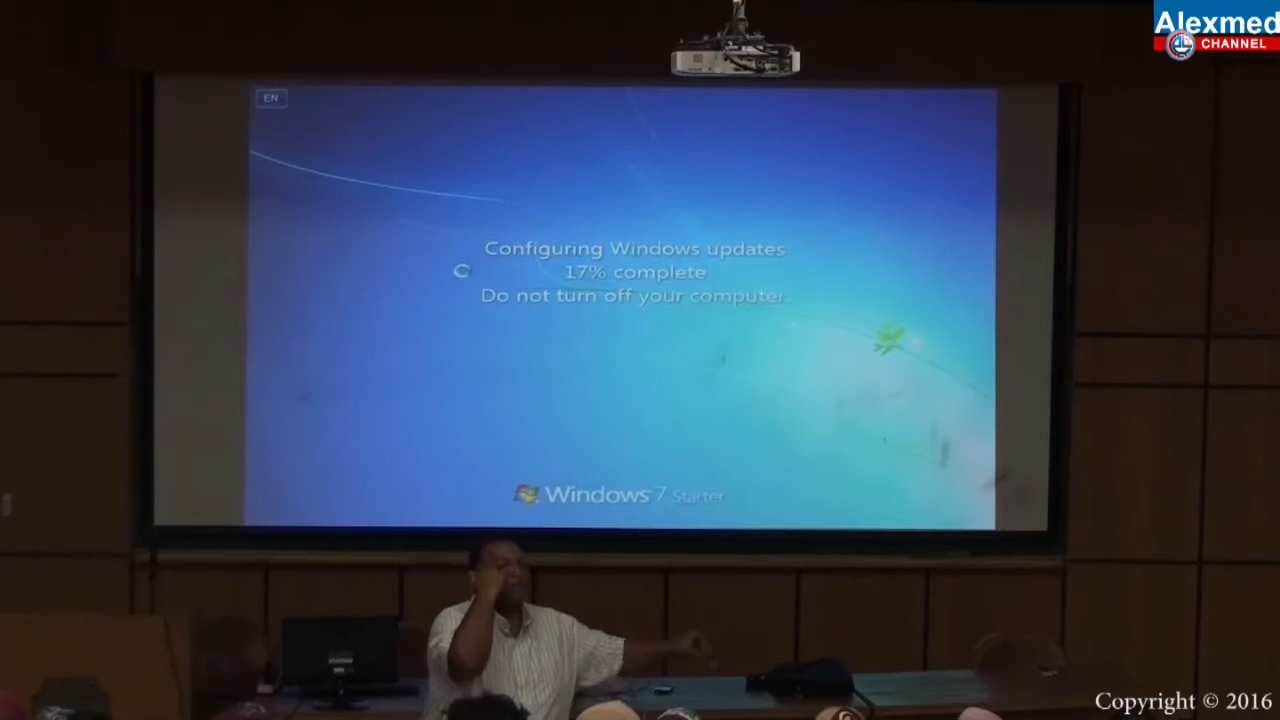 Alexmed
CHANNEL
EN
Configuring Windows updates
17% complete
Do not turn off your computer.
Windows 7 Starter
Copyright © 2016